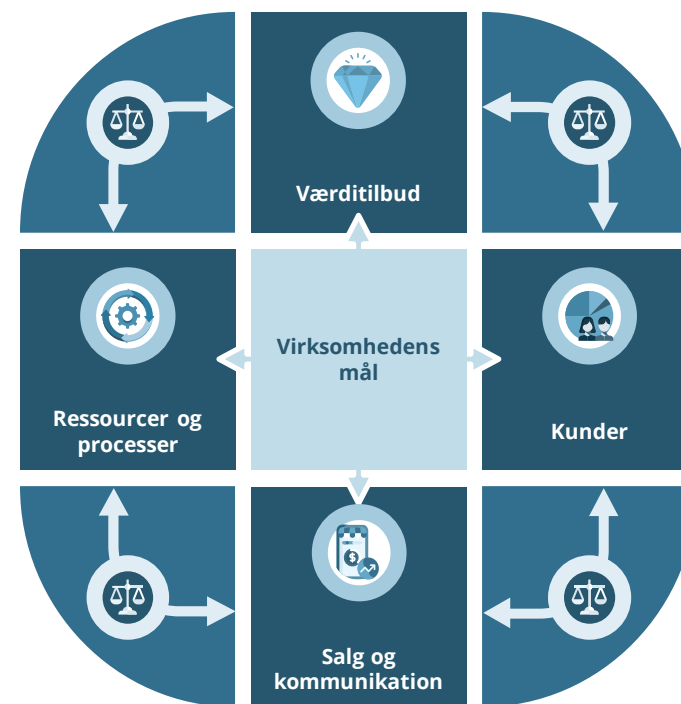 Værditilbud
Virksomhedens
mål
Ressourcer og
processer
Kunder
$
Salg og
kommunikation